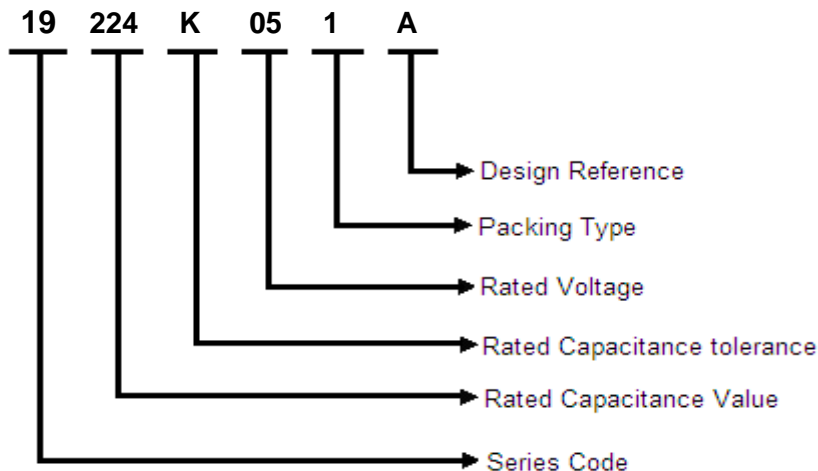 19 224 K 05 1 A
Design Reference
Packing Type
Rated Voltage
Rated Capacitance tolerance
Rated Capacitance Value
Series Code